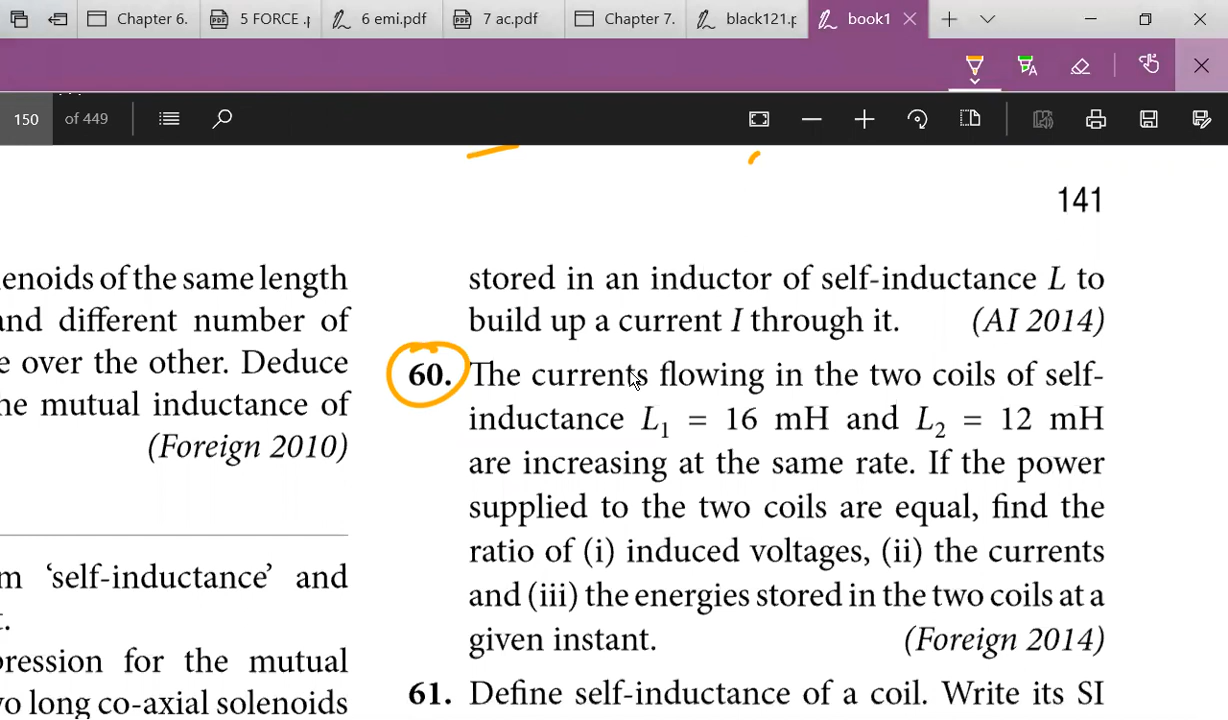 Chapter 6.
5 FORCE .p
6 emi.pdf
7 ac.pdf
Chapter 7.
black121.p
book1
150 of 449
141
enoids of the same length
and different number of
e over the other. Deduce
he mutual inductance of
(Foreign 2010)
m ‘self-inductance’ and
t.
pression for the mutual
wo long co-axial solenoids
stored in an inductor of self-inductance L to
build up a current I through it. (AI 2014)
60. The currents flowing in the two coils of self-
inductance L₁ = 16 mH and L₂ = 12 mH
are increasing at the same rate. If the power
supplied to the two coils are equal, find the
ratio of (i) induced voltages, (ii) the currents
and (iii) the energies stored in the two coils at a
given instant. (Foreign 2014)
61. Define self-inductance of a coil. Write its SI